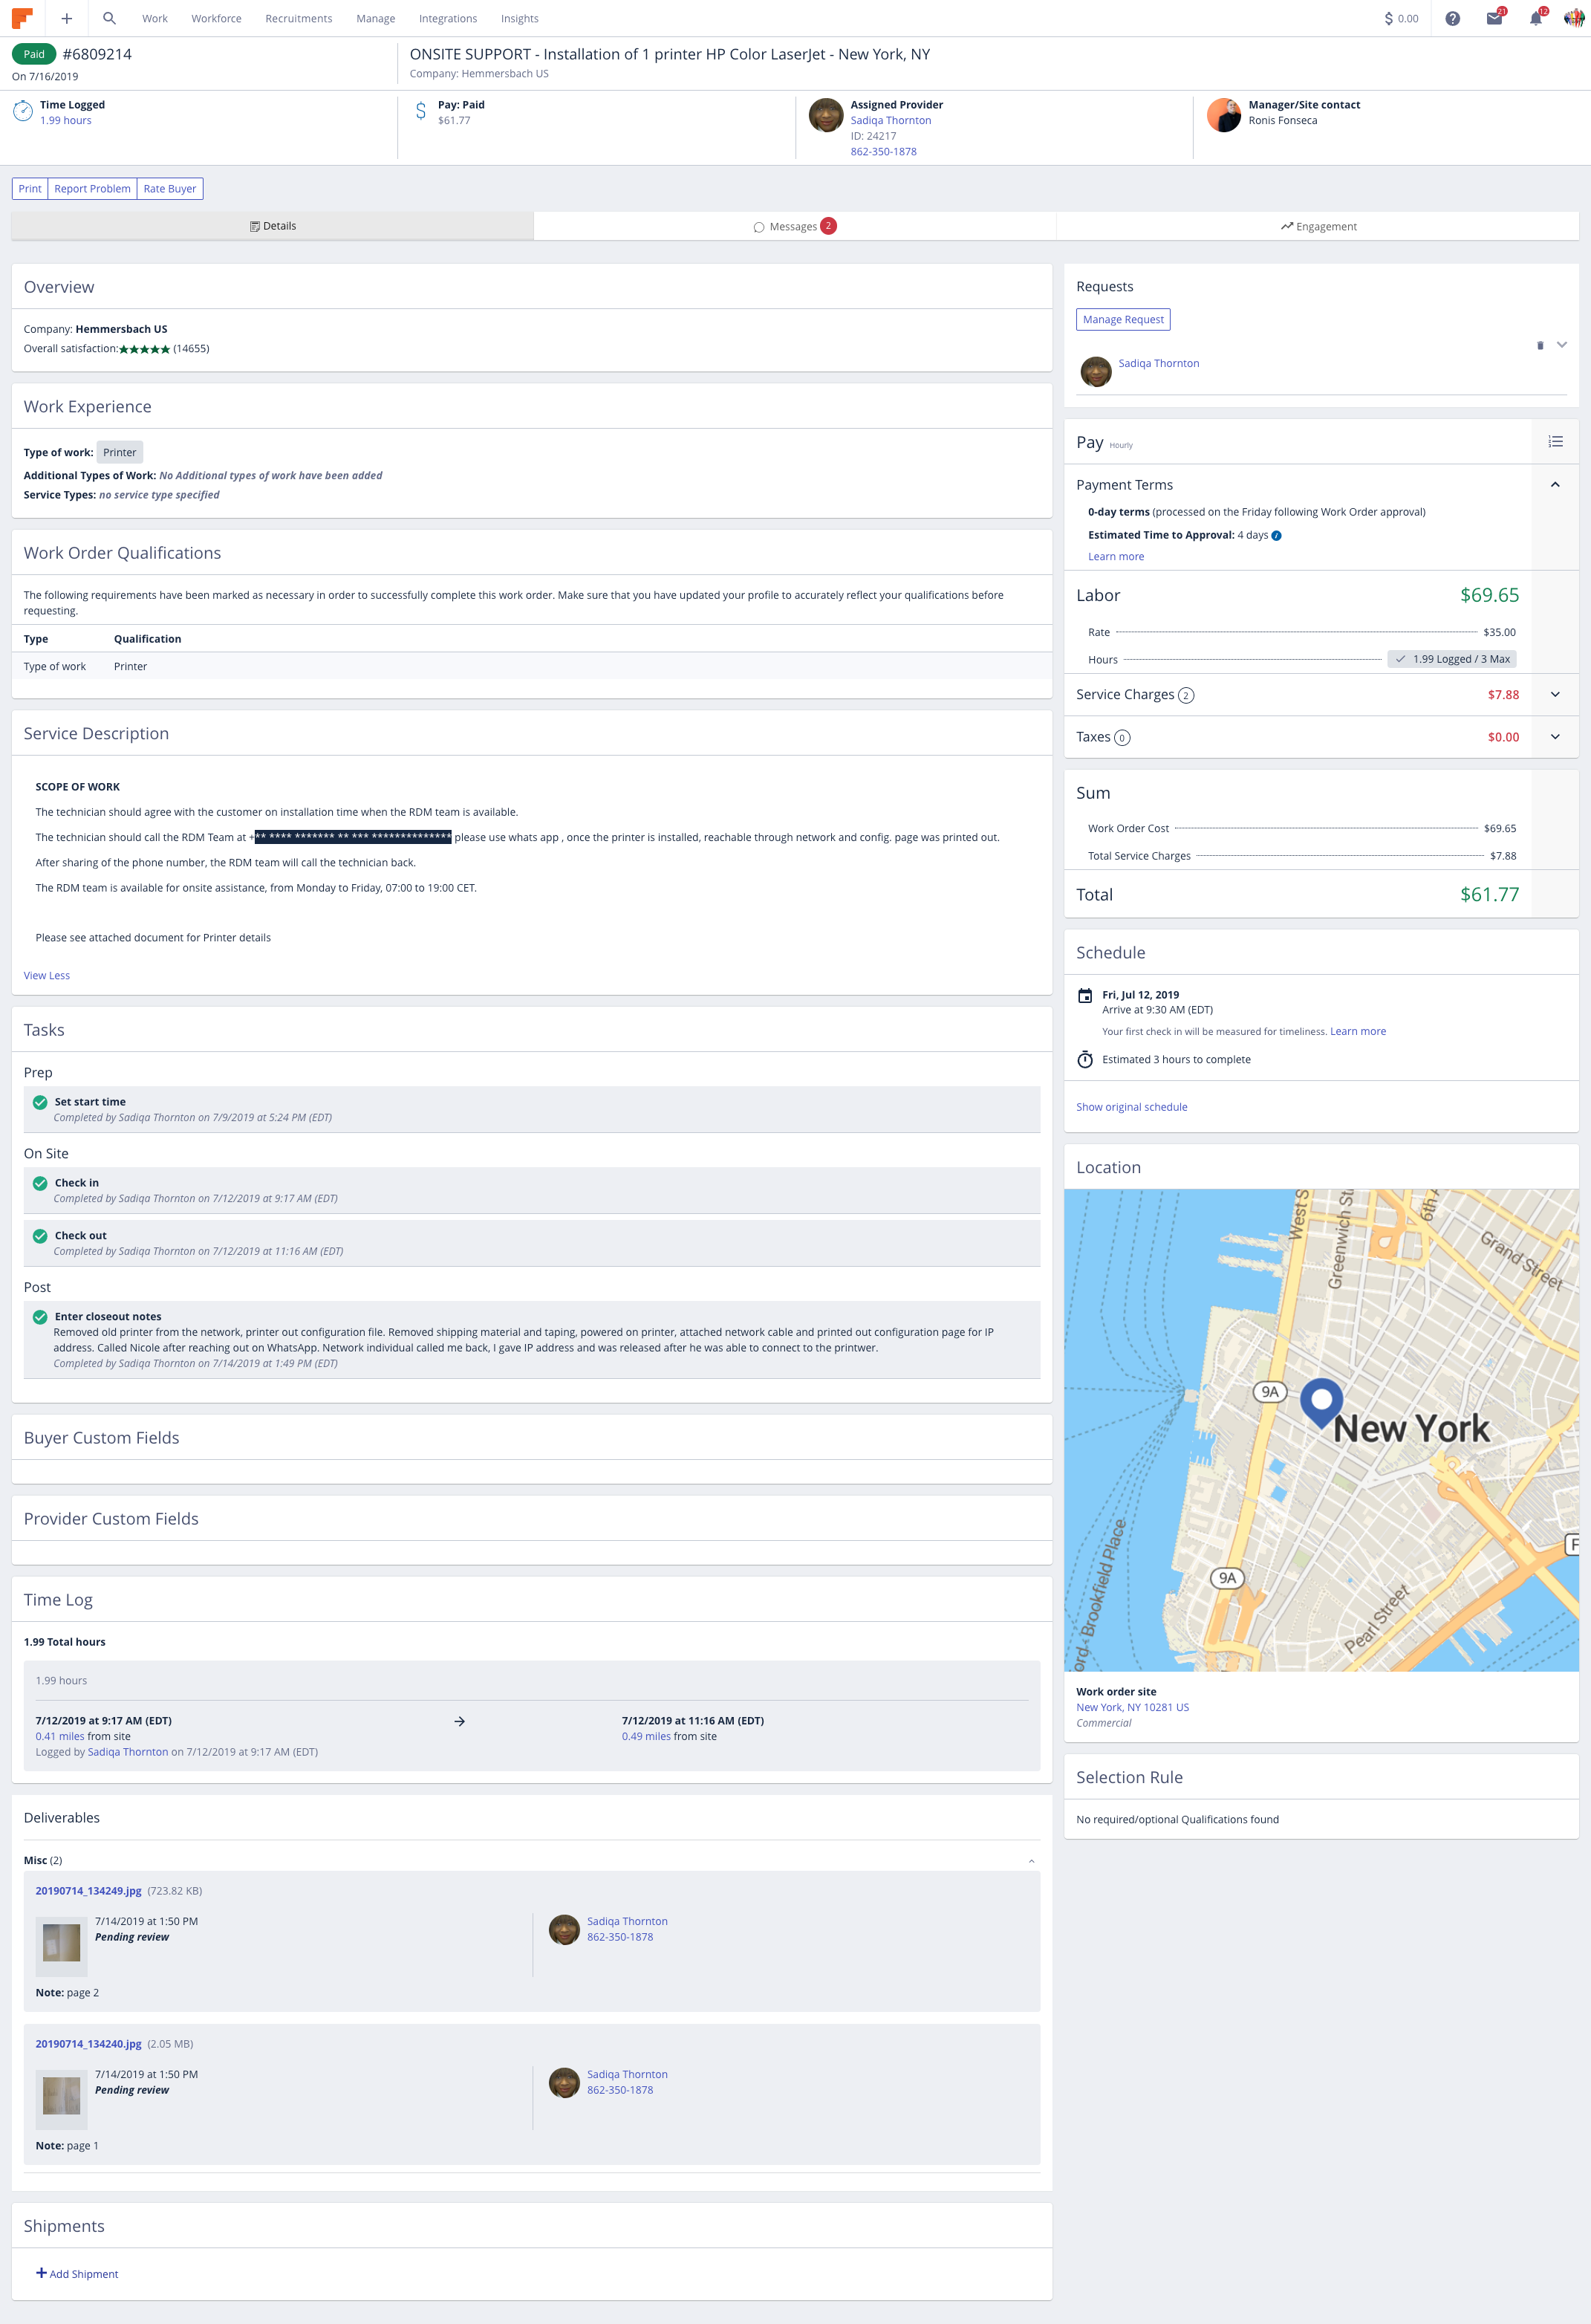 Work Workforce Recruitments Manage Integrations Insights
$ 0.00 21 12
Paid #6809214
On 7/16/2019
ONSITE SUPPORT - Installation of 1 printer HP Color LaserJet - New York, NY
Company: Hemmersbach US
Time Logged
1.99 hours
Pay: Paid
$61.77
Assigned Provider
Sadiqa Thornton
ID: 24217
862-350-1878
Manager/Site contact
Ronis Fonseca
Print Report Problem Rate Buyer
Details Messages 2 Engagement
Overview
Company: Hemmersbach US
Overall satisfaction:★★★★★ (14655)
Work Experience
Type of work: Printer
Additional Types of Work: No Additional types of work have been added
Service Types: no service type specified
Work Order Qualifications
The following requirements have been marked as necessary in order to successfully complete this work order. Make sure that you have updated your profile to accurately reflect your qualifications before
requesting.
Type Qualification
Type of work Printer
Service Description
SCOPE OF WORK
The technician should agree with the customer on installation time when the RDM team is available.
The technician should call the RDM Team at +** **** ******* ** *** ************** please use whats app , once the printer is installed, reachable through network and config. page was printed out.
After sharing of the phone number, the RDM team will call the technician back.
The RDM team is available for onsite assistance, from Monday to Friday, 07:00 to 19:00 CET.
Please see attached document for Printer details
View Less
Tasks
Prep
Set start time
Completed by Sadiqa Thornton on 7/9/2019 at 5:24 PM (EDT)
On Site
Check in
Completed by Sadiqa Thornton on 7/12/2019 at 9:17 AM (EDT)
Check out
Completed by Sadiqa Thornton on 7/12/2019 at 11:16 AM (EDT)
Post
Enter closeout notes
Removed old printer from the network, printer out configuration file. Removed shipping material and taping, powered on printer, attached network cable and printed out configuration page for IP
address. Called Nicole after reaching out on WhatsApp. Network individual called me back, I gave IP address and was released after he was able to connect to the printwer.
Completed by Sadiqa Thornton on 7/14/2019 at 1:49 PM (EDT)
Buyer Custom Fields
Provider Custom Fields
Time Log
1.99 Total hours
1.99 hours
7/12/2019 at 9:17 AM (EDT) 7/12/2019 at 11:16 AM (EDT)
0.41 miles from site 0.49 miles from site
Logged by Sadiqa Thornton on 7/12/2019 at 9:17 AM (EDT)
Deliverables
Misc (2)
20190714_134249.jpg (723.82 KB)
7/14/2019 at 1:50 PM
Pending review
Sadiqa Thornton
862-350-1878
Note: page 2
20190714_134240.jpg (2.05 MB)
7/14/2019 at 1:50 PM
Pending review
Sadiqa Thornton
862-350-1878
Note: page 1
Shipments
+ Add Shipment
Requests
Manage Request
Sadiqa Thornton
Pay Hourly
Payment Terms
0-day terms (processed on the Friday following Work Order approval)
Estimated Time to Approval: 4 days
Learn more
Labor $69.65
Rate $35.00
Hours 1.99 Logged / 3 Max
Service Charges 2 $7.88
Taxes 0 $0.00
Sum
Work Order Cost $69.65
Total Service Charges $7.88
Total $61.77
Schedule
Fri, Jul 12, 2019
Arrive at 9:30 AM (EDT)
Your first check in will be measured for timeliness. Learn more
Estimated 3 hours to complete
Show original schedule
Location
West S
Greenwich St
6th A
Grand Street
9A
New York
F
9A
ord - Brookfield Place
Pearl Street
Work order site
New York, NY 10281 US
Commercial
Selection Rule
No required/optional Qualifications found